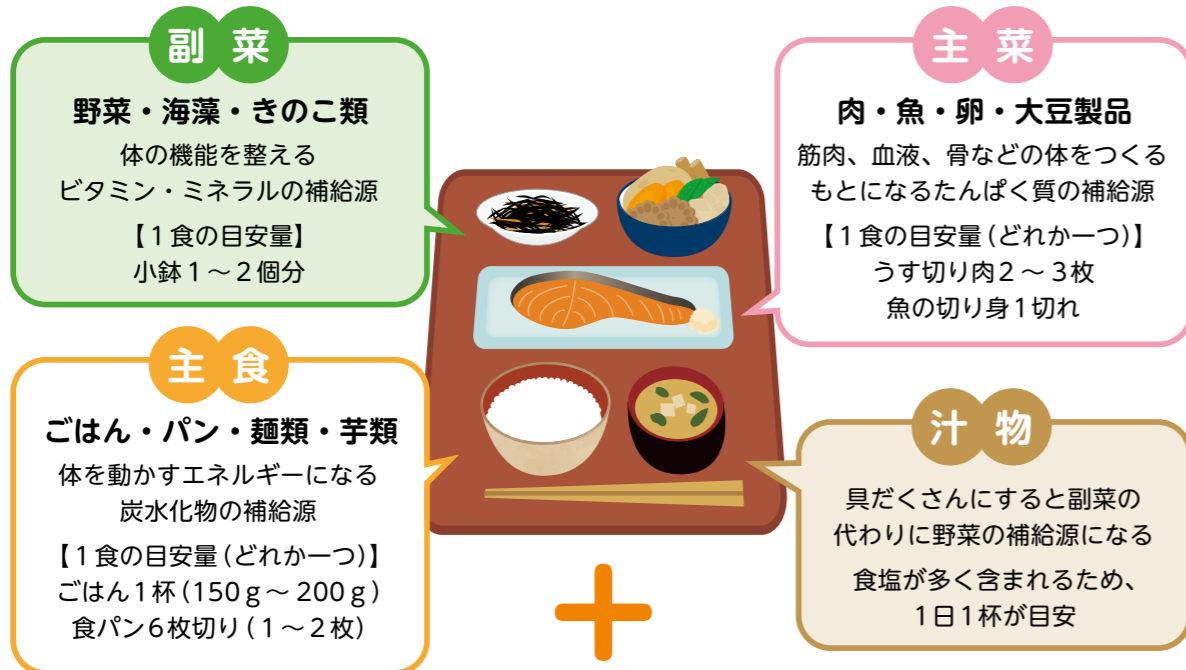 副菜
野菜・海藻・きのこ類
体の機能を整える
ビタミン・ミネラルの補給源
【1食の目安量】
小鉢1～2個分
主菜
肉・魚・卵・大豆製品
筋肉、血液、骨などの体をつくる
もとになるたんぱく質の補給源
【1食の目安量(どれか一つ)】
うす切り肉2～3枚
魚の切り身1切れ
主食
ごはん・パン・麺類・芋類
体を動かすエネルギーになる
炭水化物の補給源
【1食の目安量(どれか一つ)】
ごはん1杯(150g～200g)
食パン6枚切り(1～2枚)
汁物
具だくさんにすると副菜の
代わりに野菜の補給源になる
食塩が多く含まれるため、
1日1杯が目安